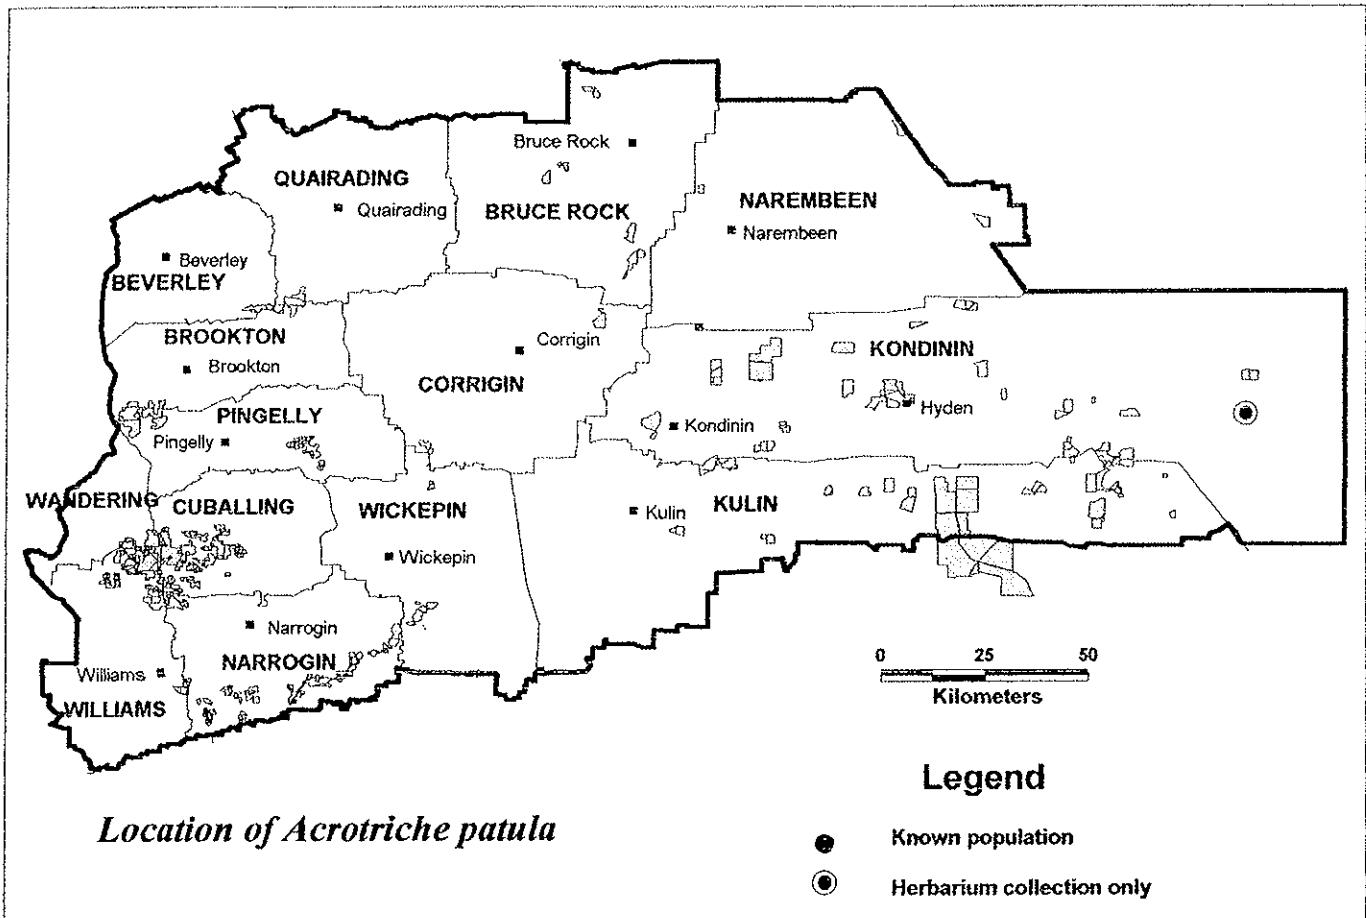 Bruce Rock
QUAIRADING
Quairading
BRUCE ROCK
NAREMBEEN
Narembeen
Beverley
BEVERLEY
BROOKTON
Brookton
Corrigin
CORRIGIN
KONDININ
Hyden
PINGELLY
Pingelly
Kondinin
WANDERING
CUBALLING
WICKEPIN
Kulin
KULIN
Wickepin
Narrogin
NARROGIN
Williams
WILLIAMS
0 25 50
Kilometers
Legend
Location of Acrotriche patula
Known population
Herbarium collection only